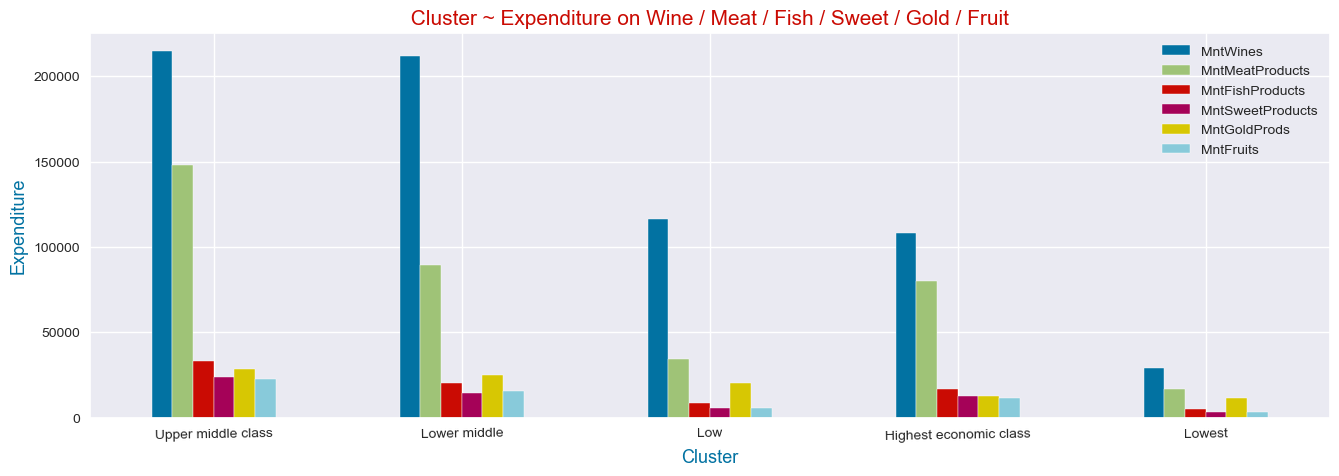 Cluster ~ Expenditure on Wine / Meat / Fish / Sweet / Gold / Fruit
MntWines
MntMeatProducts
MntFishProducts
MntSweetProducts
MntGoldProds
MntFruits
Expenditure
200000
150000
100000
50000
0
Upper middle class
Lower middle
Low
Highest economic class
Lowest
Cluster